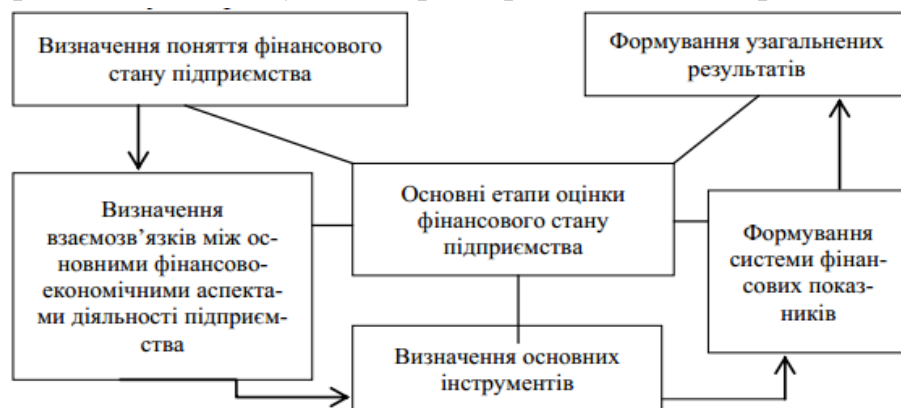 Визначення поняття фінансового
стану підприємства
Формування узагальнених
результатів
Основні етапи оцінки
фінансового стану
підприємства
Визначення
взаємозв’язків між ос-
новними фінансово-
економічними аспекта-
ми діяльності підприєм-
ства
Формування
системи фінан-
сових показ-
ників
Визначення основних
інструментів